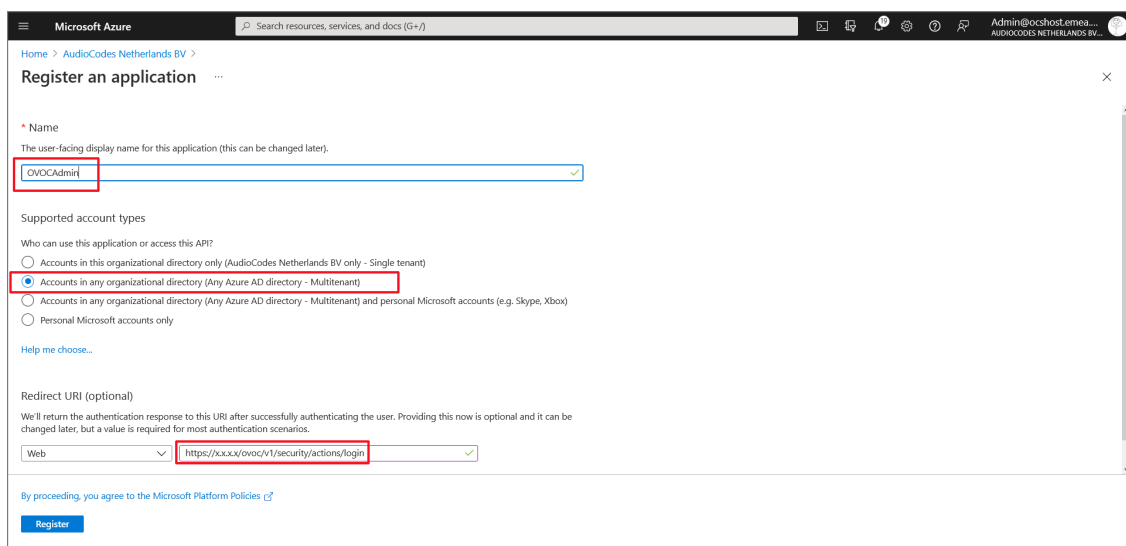 Microsoft Azure
Search resources, services, and docs (G+/)
19
Admin@ocshost.emea....
AUDIOCODES NETHERLANDS BV...
Home > AudioCodes Netherlands BV >
Register an application ...
* Name
The user-facing display name for this application (this can be changed later).
OVOCAdmin
Supported account types
Who can use this application or access this API?
Accounts in this organizational directory only (AudioCodes Netherlands BV only - Single tenant)
Accounts in any organizational directory (Any Azure AD directory - Multitenant)
Accounts in any organizational directory (Any Azure AD directory - Multitenant) and personal Microsoft accounts (e.g. Skype, Xbox)
Personal Microsoft accounts only
Help me choose...
Redirect URI (optional)
We'll return the authentication response to this URI after successfully authenticating the user. Providing this now is optional and it can be
changed later, but a value is required for most authentication scenarios.
Web
https://x.x.x.x/ovoc/v1/security/actions/login
By proceeding, you agree to the Microsoft Platform Policies
Register